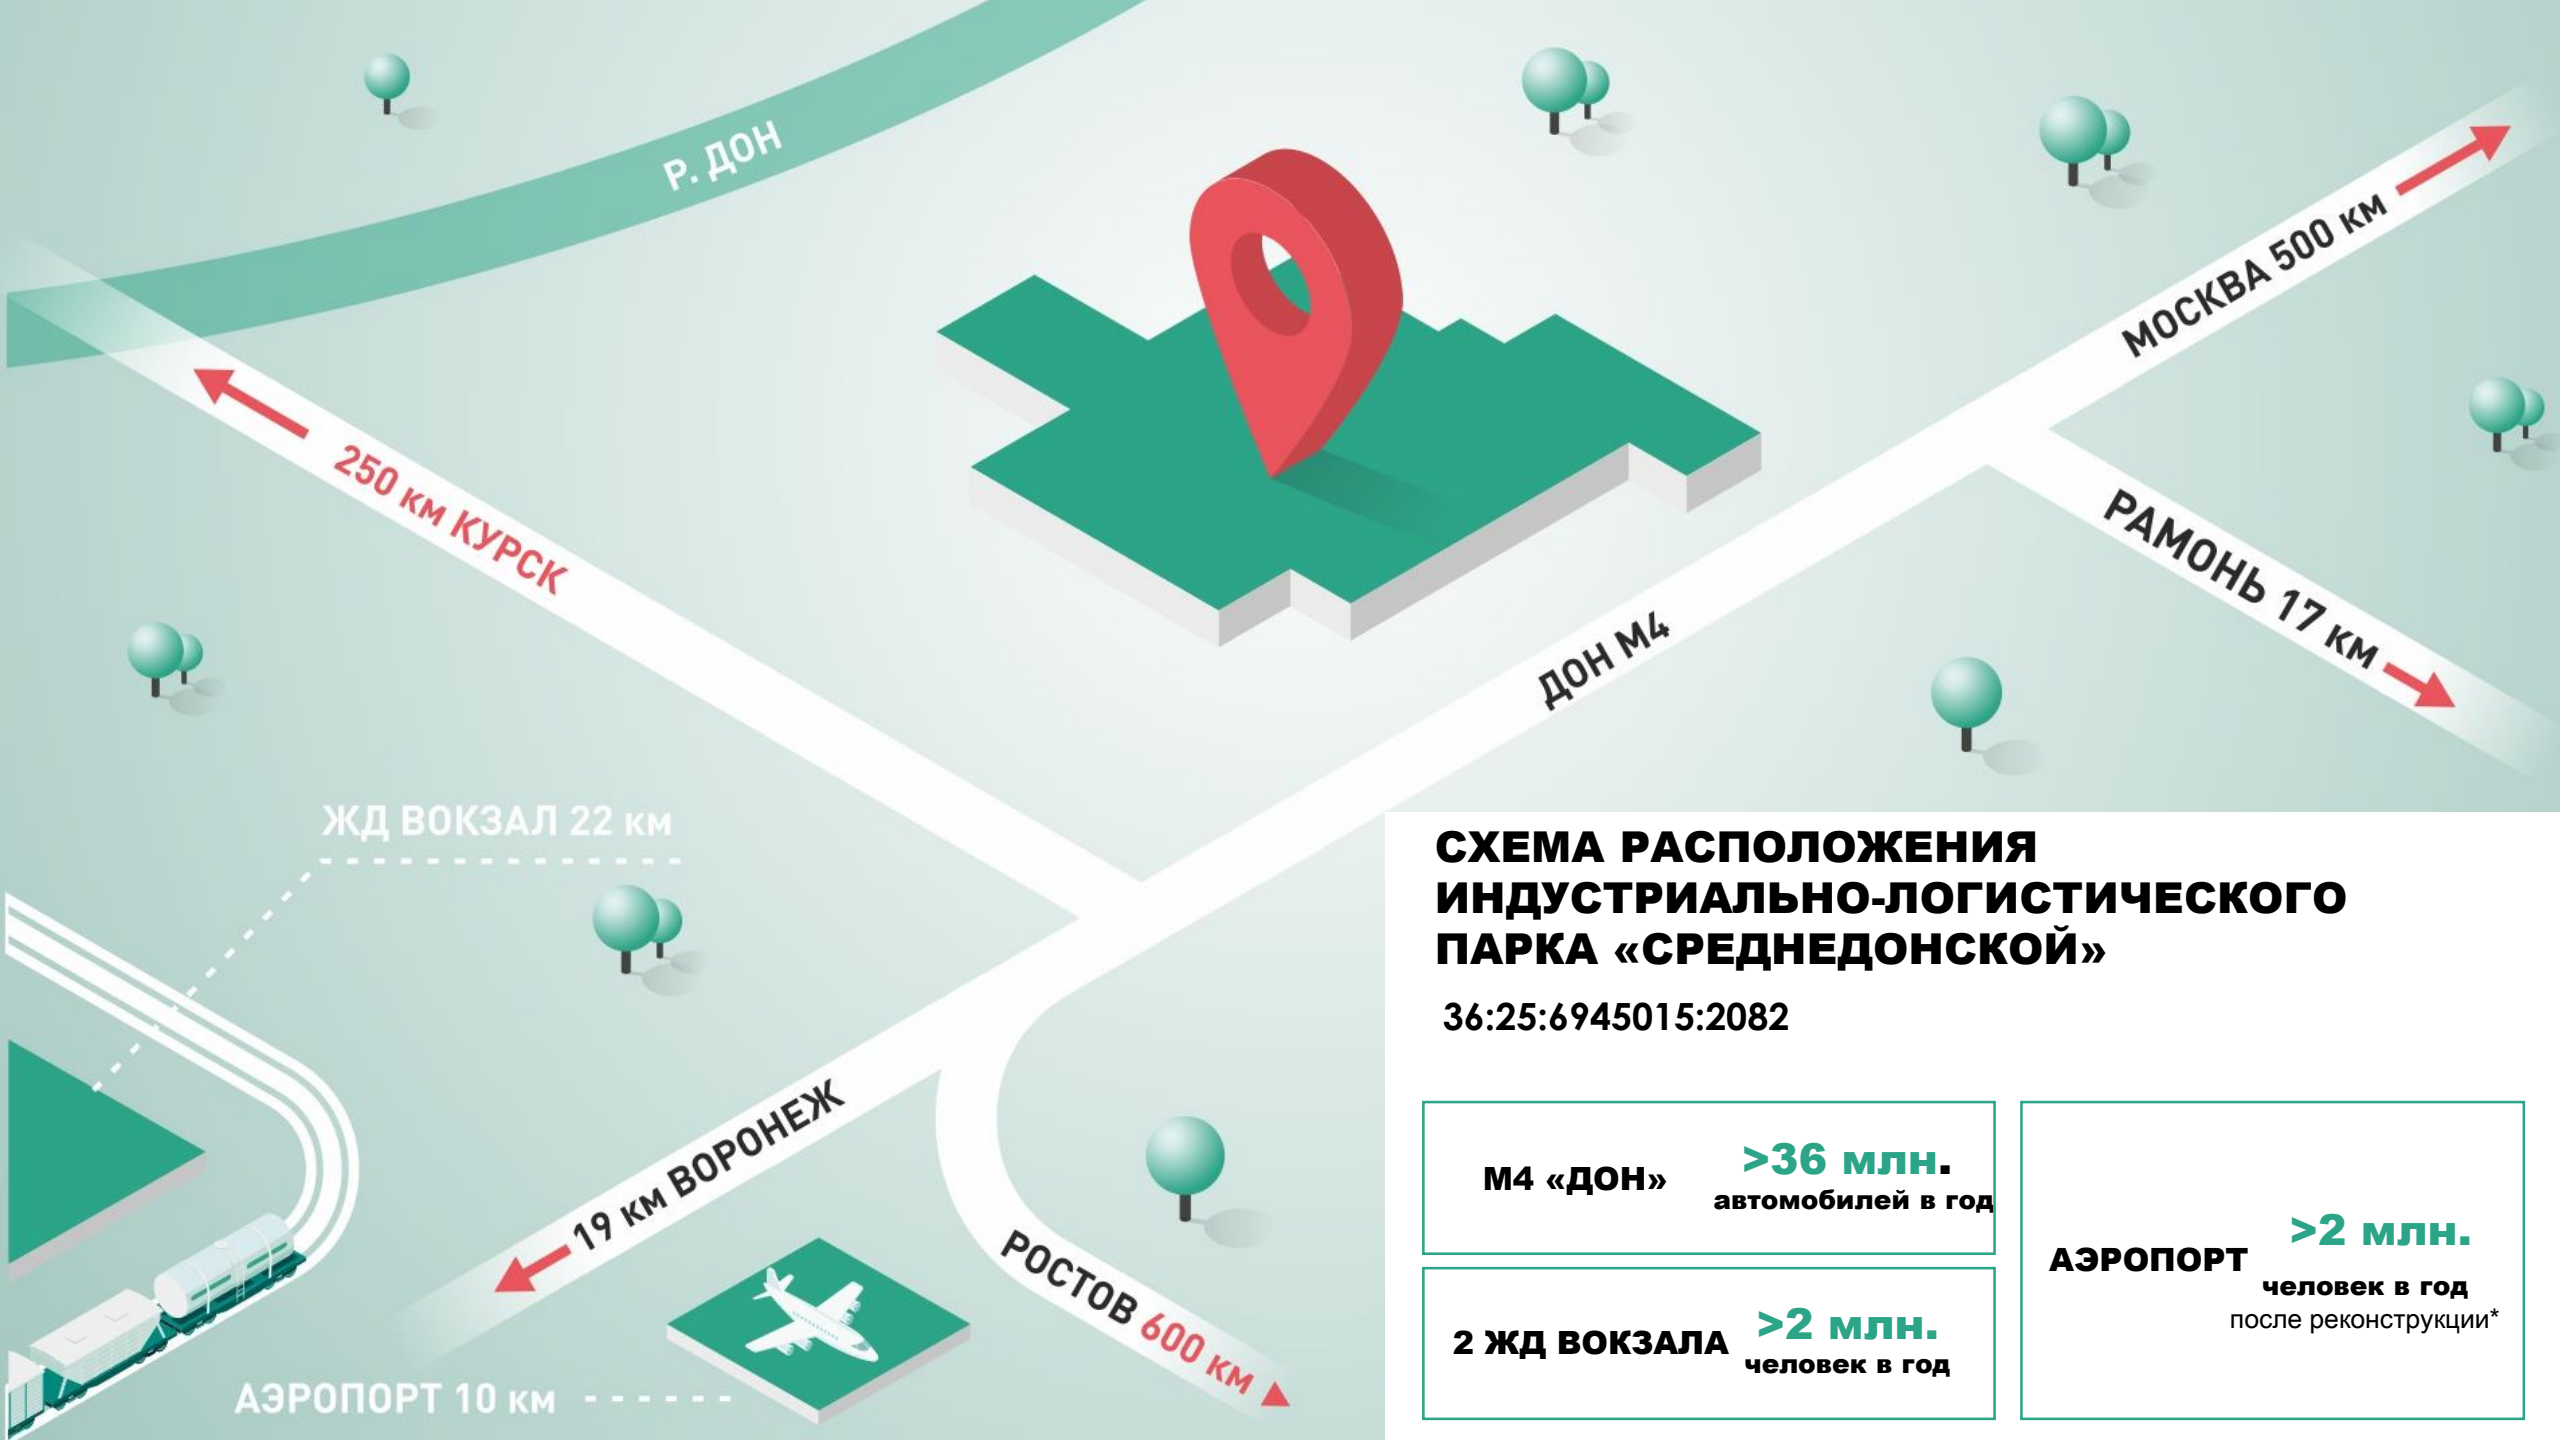 Р. ДОН
МОСКВА 500 км
250 км КУРСК
РАМОНЬ 17 км
ДОН М4
ЖД ВОКЗАЛ 22 км
19 км ВОРОНЕЖ
РОСТОВ 600 км
АЭРОПОРТ 10 км
СХЕМА РАСПОЛОЖЕНИЯ
ИНДУСТРИАЛЬНО-ЛОГИСТИЧЕСКОГО
ПАРКА «СРЕДНЕДОНСКОЙ»
36:25:6945015:2082
М4 «ДОН»
>36 млн.
автомобилей в год
2 ЖД ВОКЗАЛА
>2 млн.
человек в год
АЭРОПОРТ
>2 млн.
человек в год
после реконструкции*